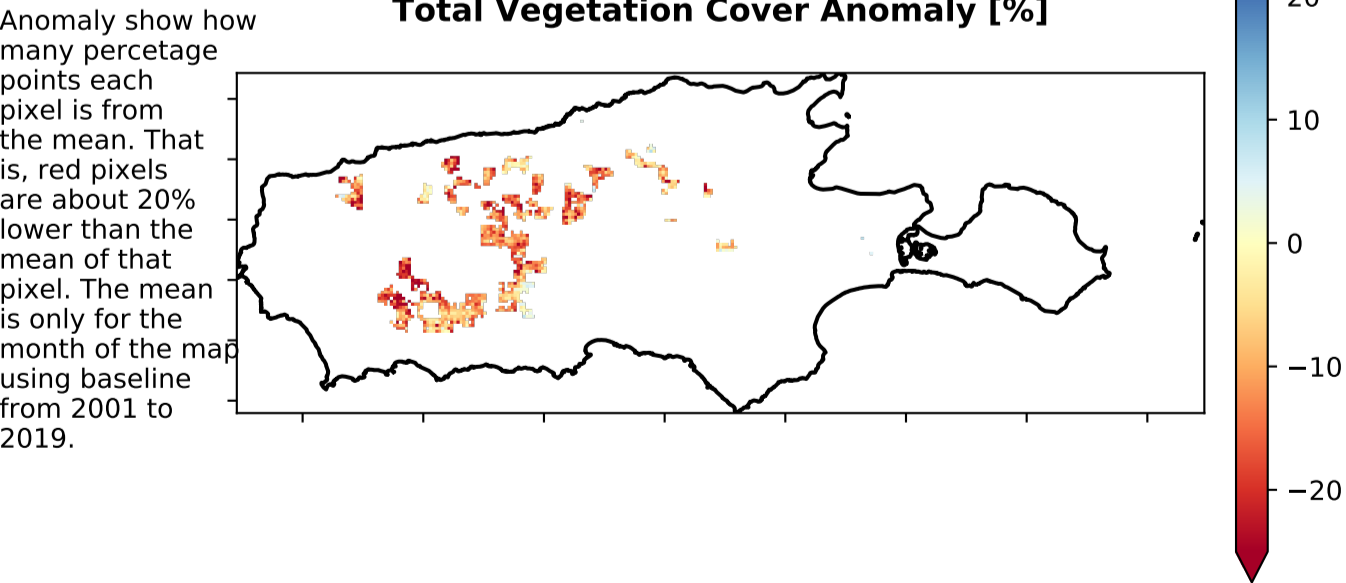 Total Vegetation Cover Anomaly [%]
Anomaly show how
many percetage
points each
pixel is from
the mean. That
is, red pixels
are about 20%
lower than the
mean of that
pixel. The mean
is only for the
month of the map
using baseline
from 2001 to
2019.
20
10
0
−10
−20